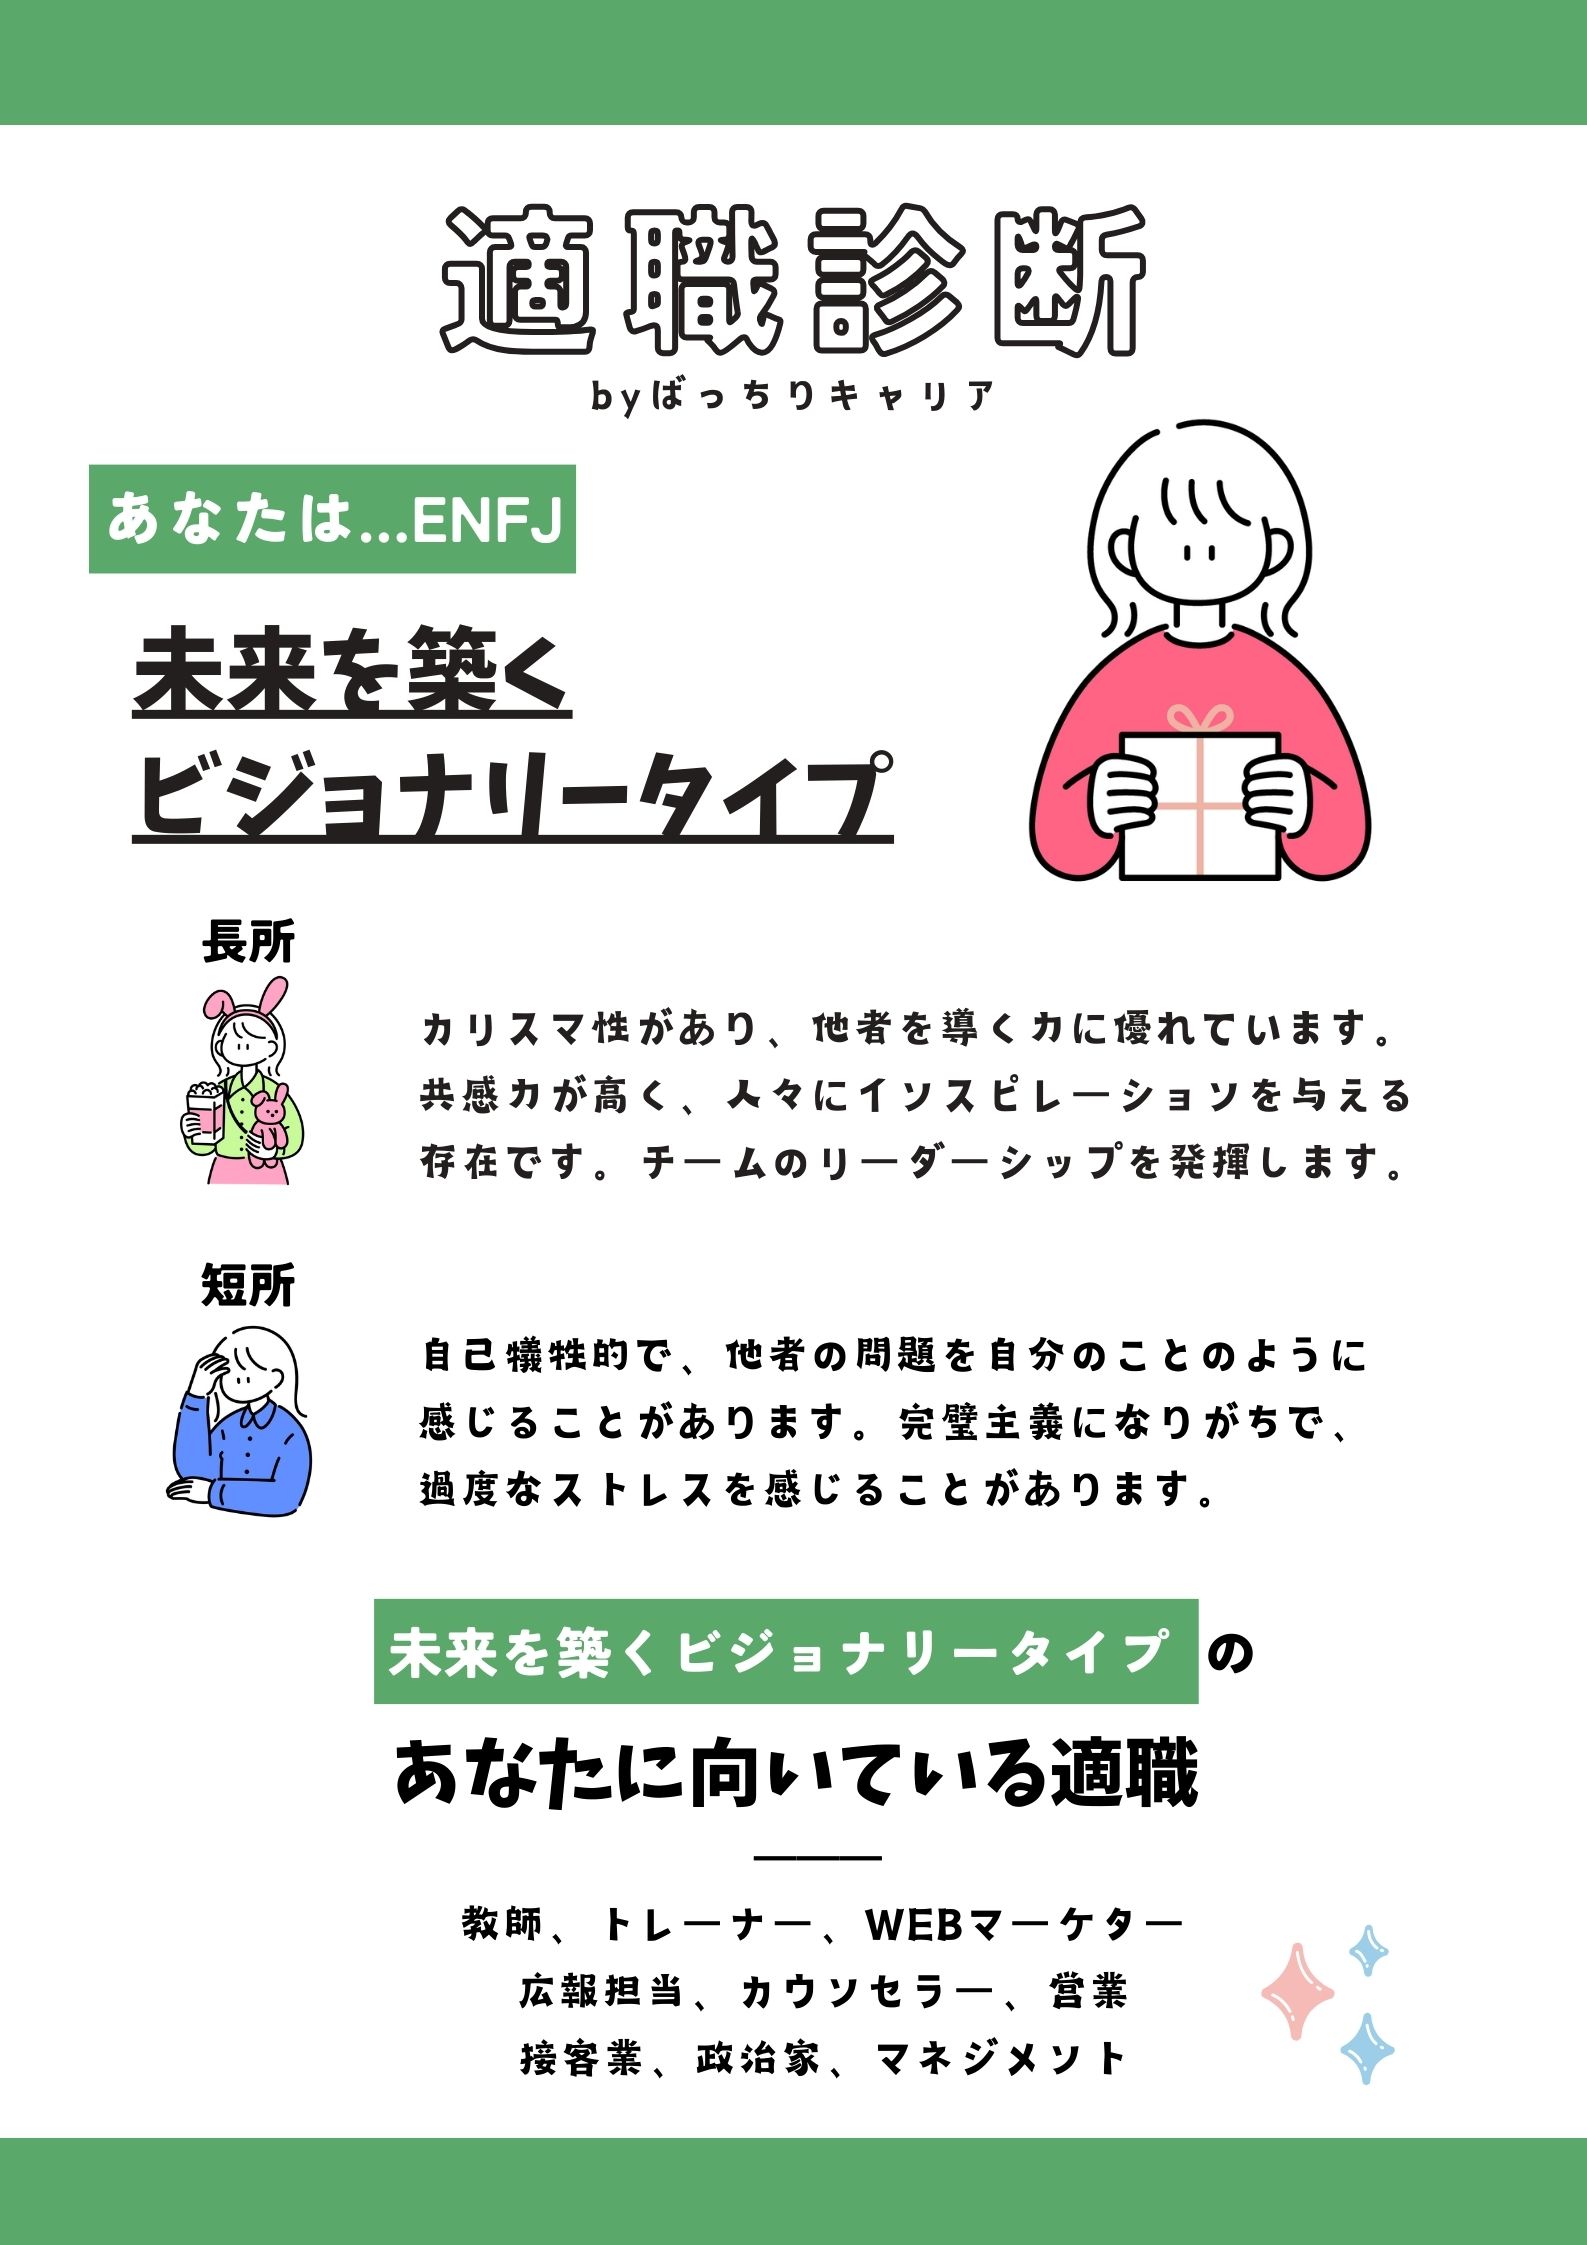 適職診断
byばっちりキャリア
あなたは...ENFJ
未来を築く
ビジョナリータイプ
長所
カリスマ性があり、他者を導く力に優れています。
共感力が高く、人々にインスピレーションを与える
存在です。チームのリーダーシップを発揮します。
短所
自己犠牲的で、他者の問題を自分のことのように
感じることがあります。完璧主義になりがちで、
過度なストレスを感じることがあります。
未来を築くビジョナリータイプ の
あなたに向いている適職
教師、トレーナー、WEBマーケター
広報担当、カウンセラー、営業
接客業、政治家、マネジメント